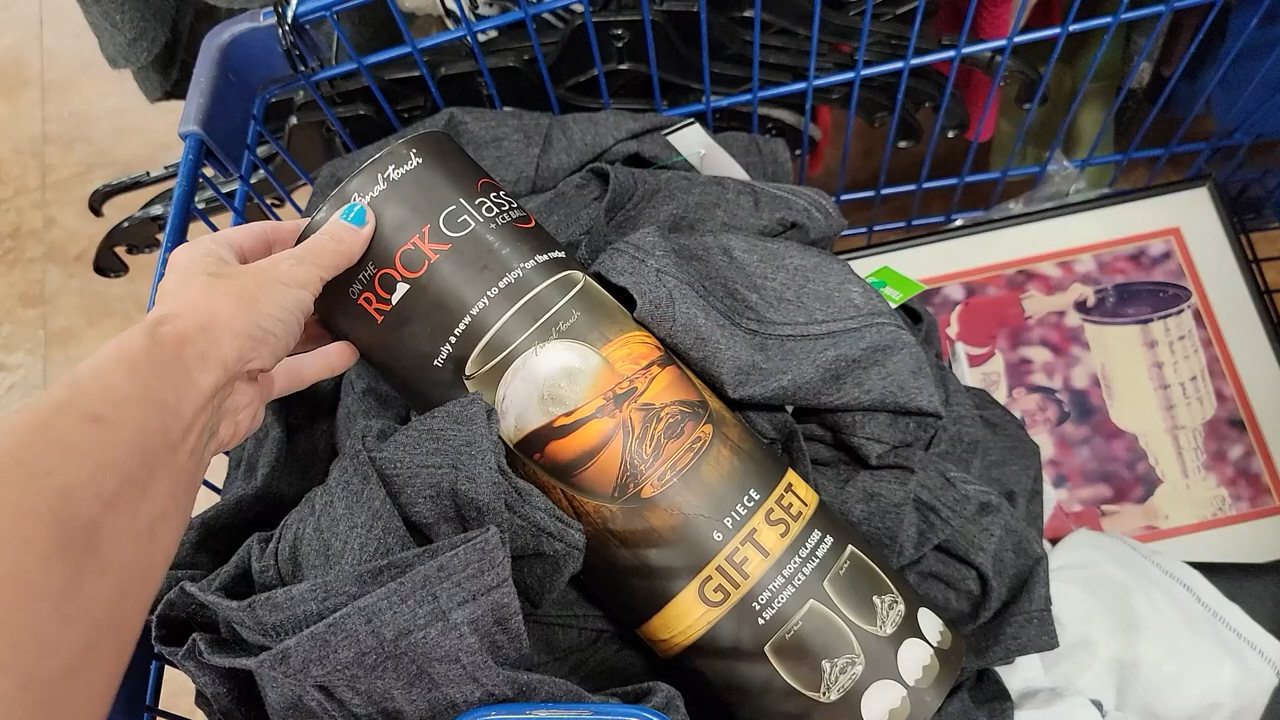 Final Touch
ON THE
ROCK Glass
+ ICE BALL
Truly a new way to enjoy "on the rocks"
Final Touch
6 PIECE
GIFT SET
2 ON THE ROCK GLASSES
4 SILICONE ICE BALL MOLDS